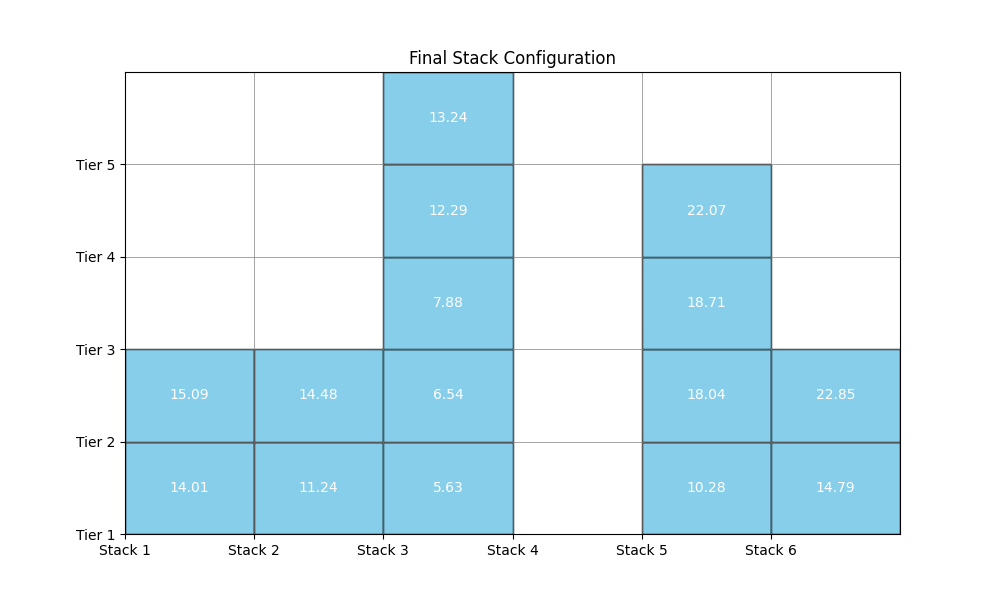 Final Stack Configuration
13.24
Tier 5
12.29
22.07
Tier 4
7.88
18.71
Tier 3
15.09
14.48
6.54
18.04
22.85
Tier 2
14.01
11.24
5.63
10.28
14.79
Tier 1
Stack 1
Stack 2
Stack 3
Stack 4
Stack 5
Stack 6